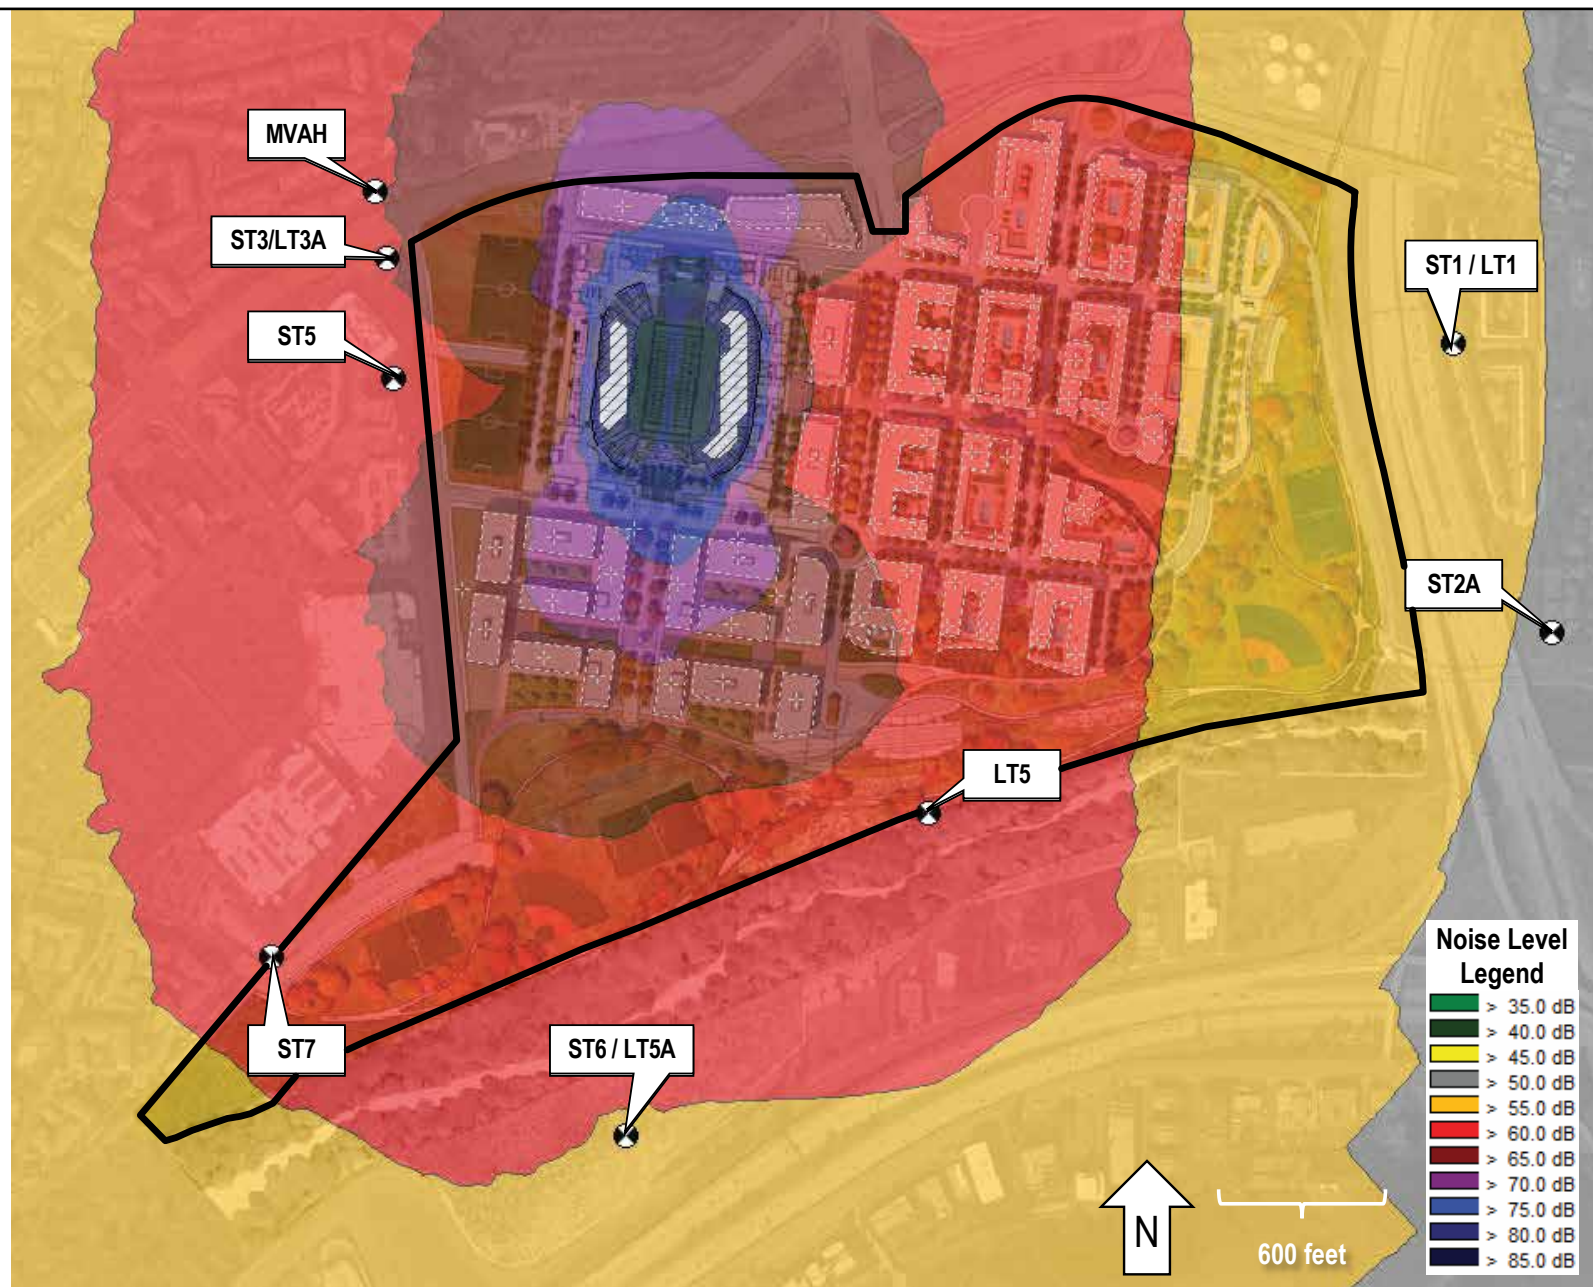 MVAH
ST3/LT3A
ST5
ST1 / LT1
ST2A
LT5
ST7
ST6 / LT5A
N
600 feet
Noise Level
Legend
> 35.0 dB
> 40.0 dB
> 45.0 dB
> 50.0 dB
> 55.0 dB
> 60.0 dB
> 65.0 dB
> 70.0 dB
> 75.0 dB
> 80.0 dB
> 85.0 dB